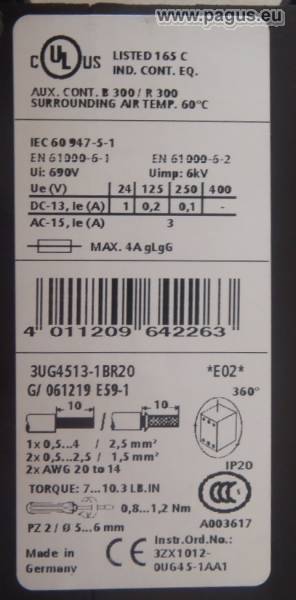 www.pagus.eu
C UL US LISTED 165 C
IND. CONT. EQ.
AUX. CONT. B 300 / R 300
SURROUNDING AIR TEMP. 60°C
IEC 60 947-5-1
EN 61000-6-1 EN 61000-6-2
Ui: 690V Uimp: 6kV
Ue (V) 24 125 250 400
DC-13, Ie (A) 1 0,2 0,1 -
AC-15, Ie (A) 3
MAX. 4A gLgG
4 011209 642263
3UG4513-1BR20 *E02*
G/ 061219 E59-1 360°
10 / 10
1x 0,5...4 / 2,5 mm²
2x 0,5...2,5 / 1,5 mm²
2x AWG 20 to 14 IP20
TORQUE: 7...10.3 LB.IN CCC
0,8...1,2 Nm A003617
PZ 2 / Ø 5...6 mm Instr.Ord.No.:
Made in CE 3ZX1012-
Germany 0UG45-1AA1